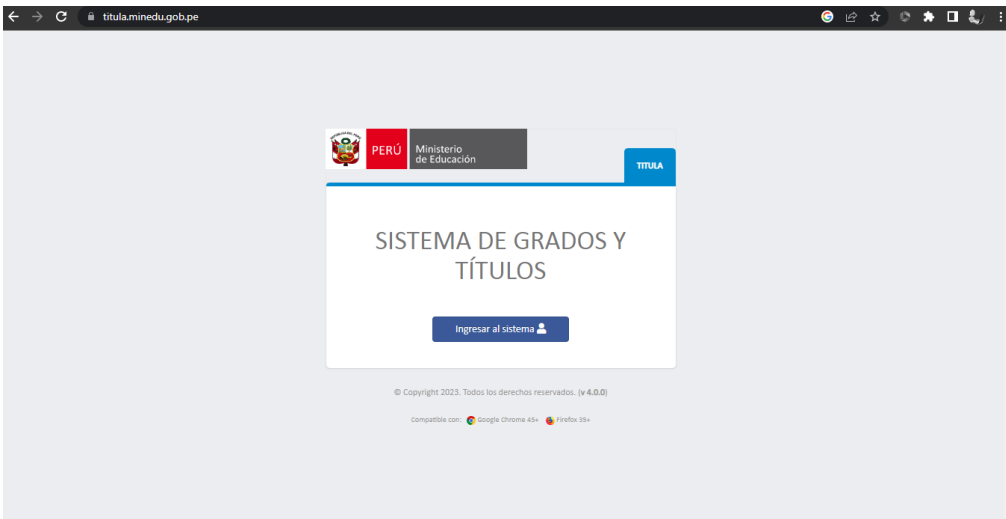 titula.minedu.gob.pe
PERÚ
Ministerio
de Educación
TITULA
SISTEMA DE GRADOS Y
TÍTULOS
Ingresar al sistema
© Copyright 2023. Todos los derechos reservados. (v 4.0.0)
Compatible con: Google Chrome 45+ Firefox 35+